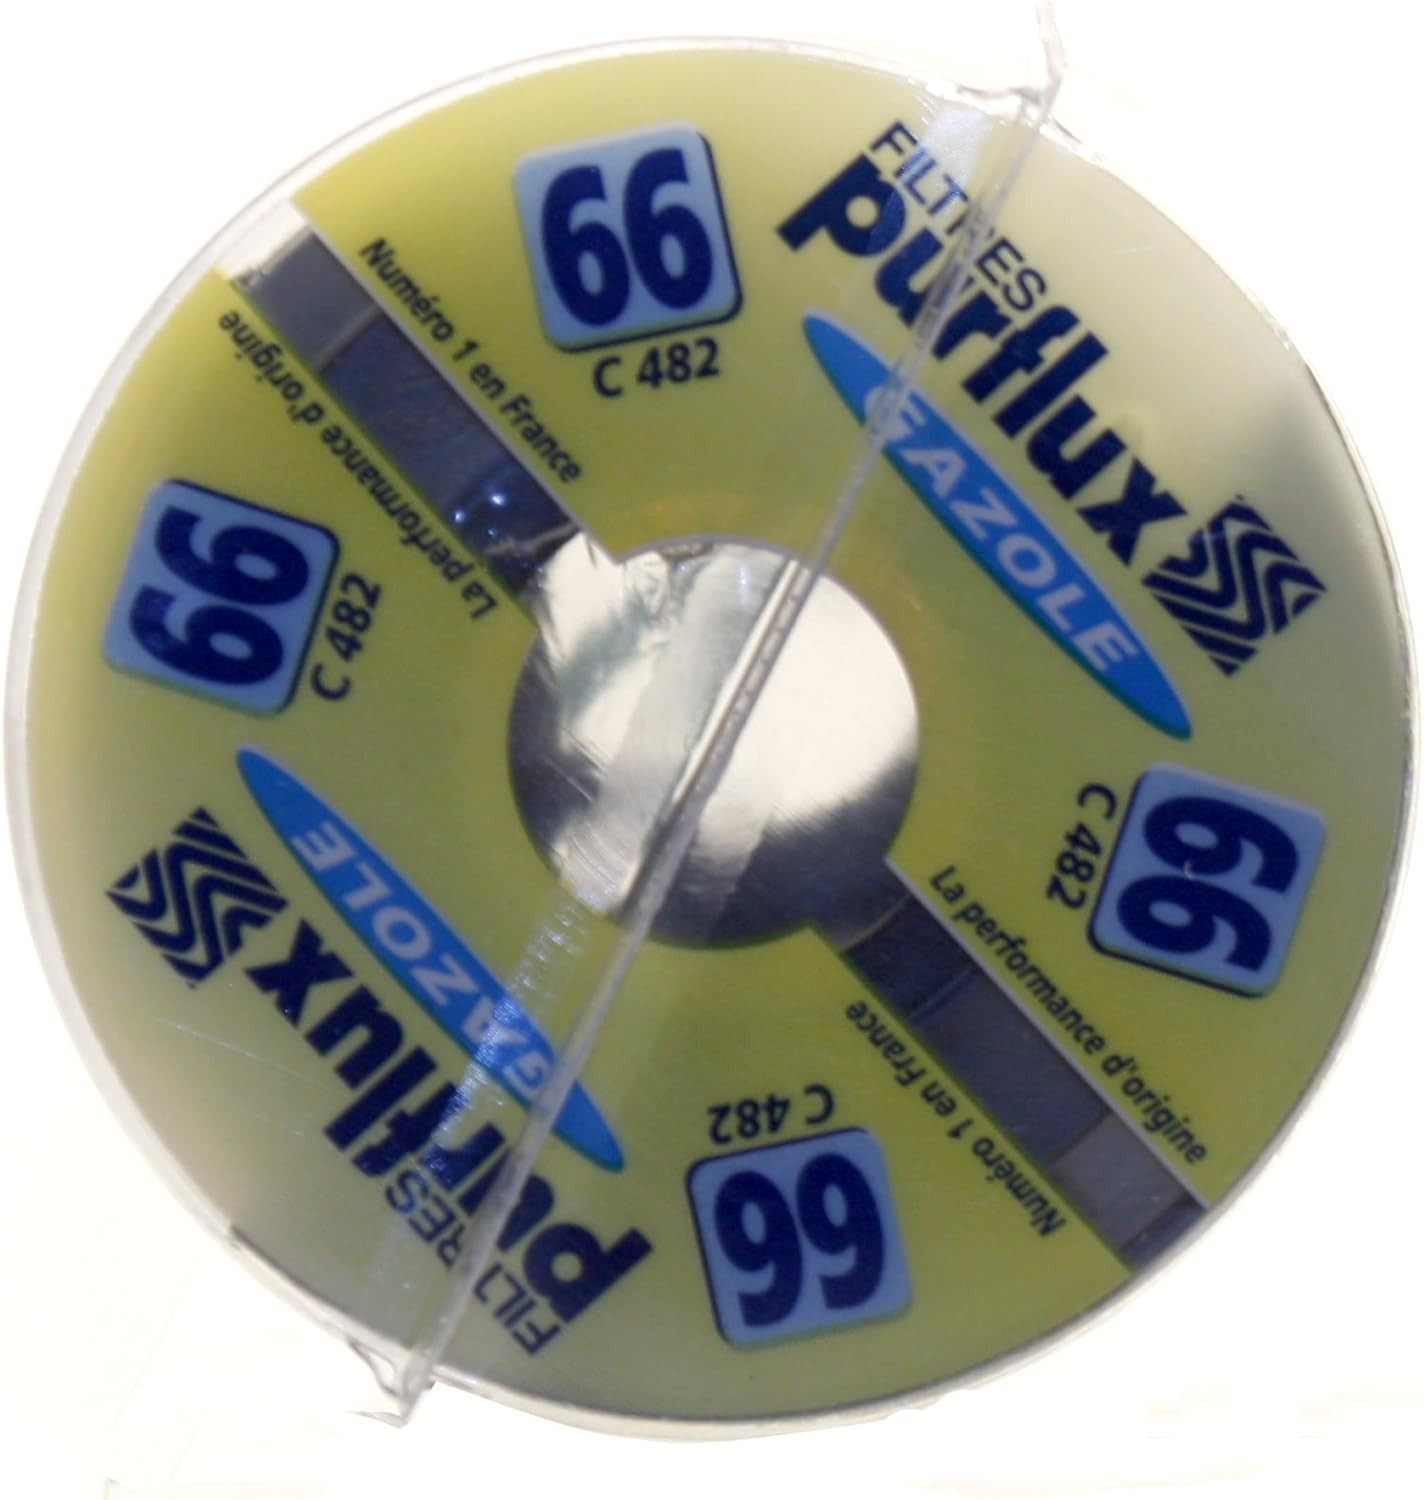 66
C 482
FILTRES
purflux
GAZOLE
Numéro 1 en France
La performance d'origine
66
C 482
66
C 482
La performance d'origine
Numéro 1 en France
66
C 482
GAZOLE
purflux
FILTRES